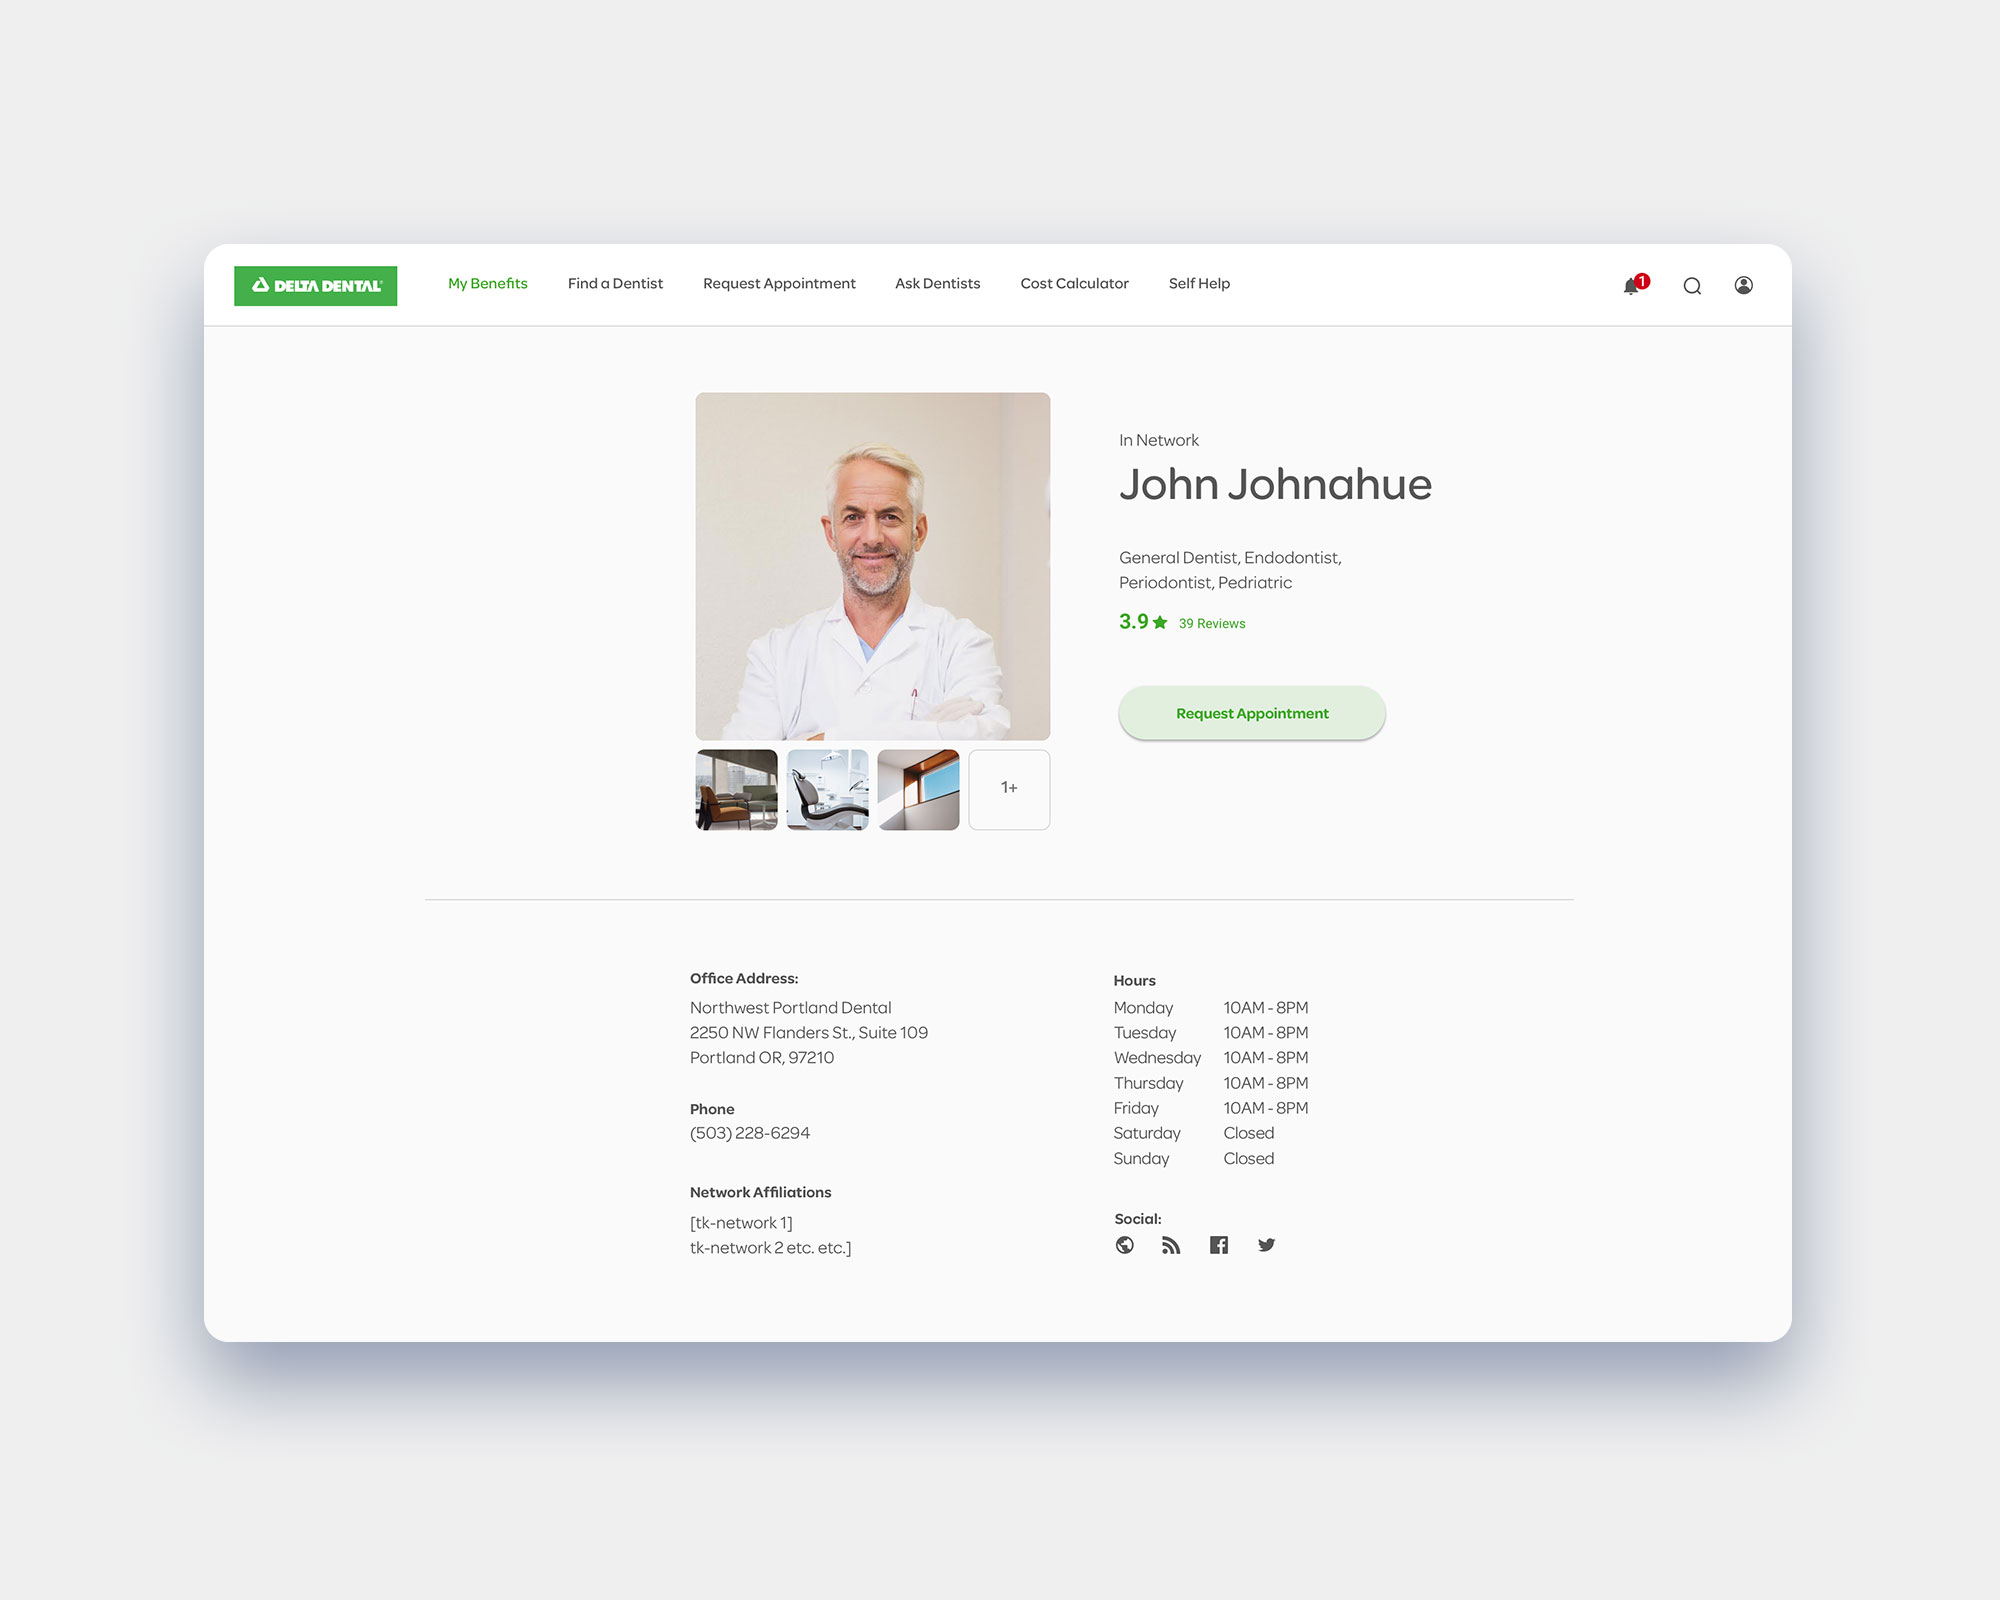 DELTA DENTAL
My Benefits
Find a Dentist
Request Appointment
Ask Dentists
Cost Calculator
Self Help
1
In Network
John Johnahue
General Dentist, Endodontist,
Periodontist, Pedriatric
3.9 39 Reviews
Request Appointment
1+
Office Address:
Northwest Portland Dental
2250 NW Flanders St., Suite 109
Portland OR, 97210
Phone
(503) 228-6294
Network Affiliations
[tk-network 1]
tk-network 2 etc. etc.]
Hours
Monday 10AM - 8PM
Tuesday 10AM - 8PM
Wednesday 10AM - 8PM
Thursday 10AM - 8PM
Friday 10AM - 8PM
Saturday Closed
Sunday Closed
Social: